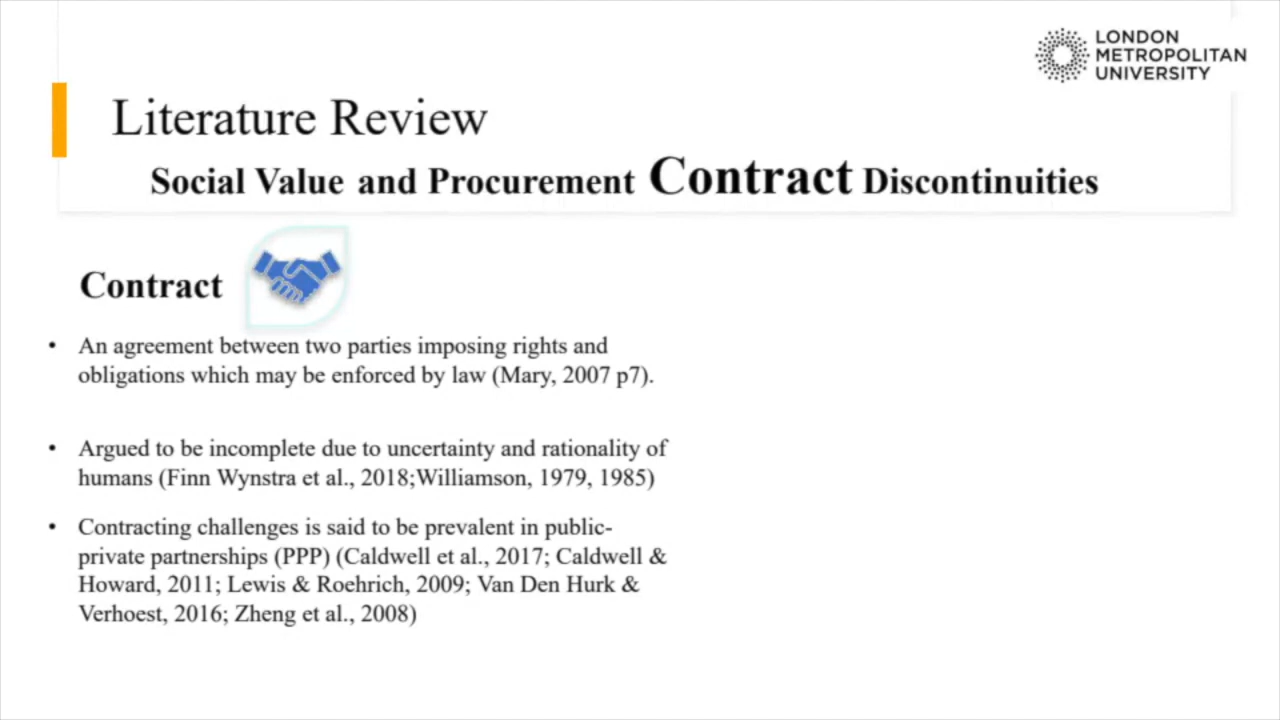 LONDON
METROPOLITAN
UNIVERSITY
Literature Review
Social Value and Procurement Contract Discontinuities
Contract
• An agreement between two parties imposing rights and
obligations which may be enforced by law (Mary, 2007 p7).
• Argued to be incomplete due to uncertainty and rationality of
humans (Finn Wynstra et al., 2018;Williamson, 1979, 1985)
• Contracting challenges is said to be prevalent in public-
private partnerships (PPP) (Caldwell et al., 2017; Caldwell &
Howard, 2011; Lewis & Roehrich, 2009; Van Den Hurk &
Verhoest, 2016; Zheng et al., 2008)